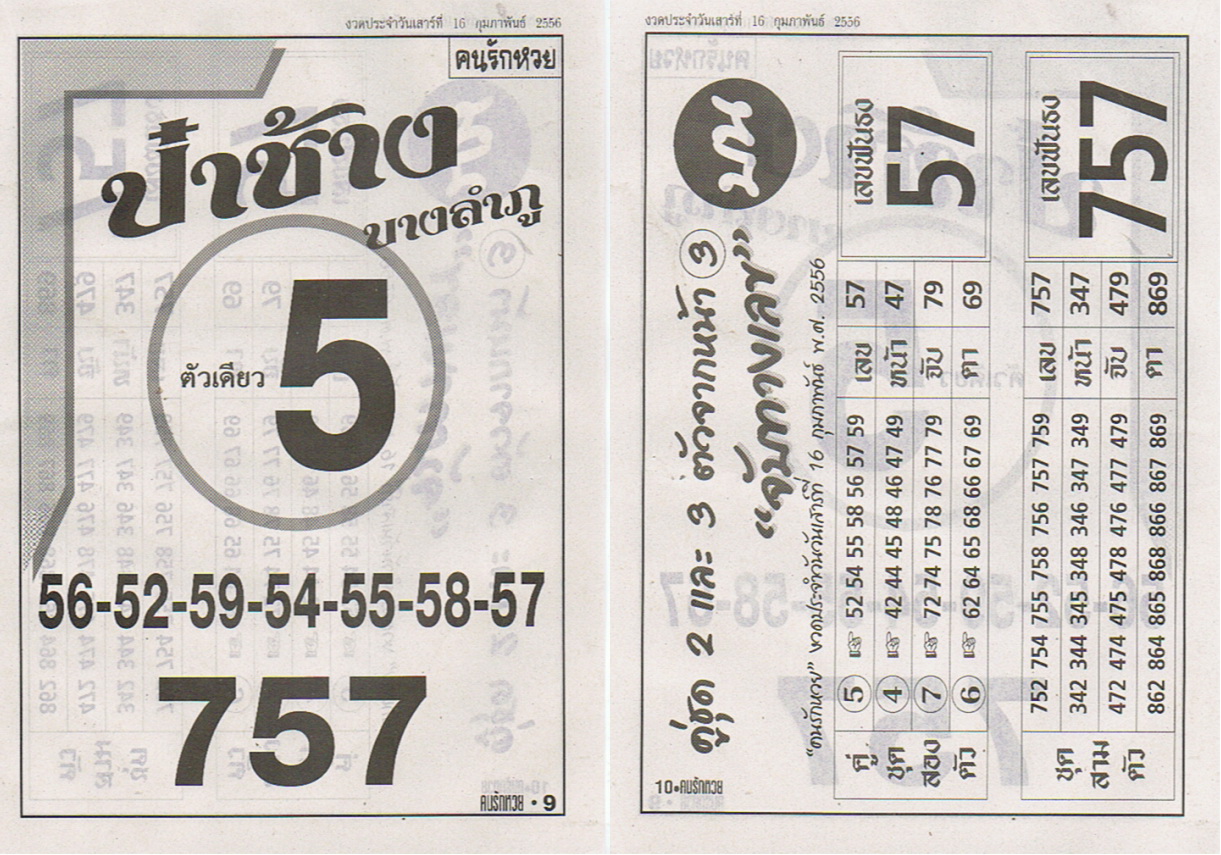 งวดประจำวันเสาร์ที่ 16 กุมภาพันธ์ 2556
คนรักหวย
ป๋าช้าง
บางลำภู
ตัวเดียว 5
56-52-59-54-55-58-57
757
คนรักหวย • 9
งวดประจำวันเสาร์ที่ 16 กุมภาพันธ์ 2556
คู่ชุด 2 และ 3 ตัวจากหน้า 3 บน
"จับทางเลข"
"คนรักหวย" งวดประจำวันเสาร์ที่ 16 กุมภาพันธ์ พ.ศ. 2556
คู่ 5 ☞ 52 54 55 58 56 57 59 เลข 57
ชุด 4 ☞ 42 44 45 48 46 47 49 หน้า 47
สอง 7 ☞ 72 74 75 78 76 77 79 จับ 79
ตัว 6 ☞ 62 64 65 68 66 67 69 ตา 69
เลขฟันธง
57
752 754 755 758 756 757 759 เลข 757
ชุด 342 344 345 348 346 347 349 หน้า 347
สาม 472 474 475 478 476 477 479 จับ 479
ตัว 862 864 865 868 866 867 869 ตา 869
เลขฟันธง
757
10•คนรักหวย